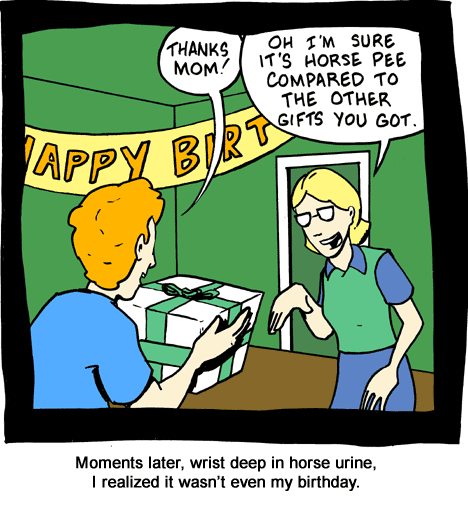 THANKS
MOM!
OH I'M SURE
IT'S HORSE PEE
COMPARED TO
THE OTHER
GIFTS YOU GOT.
HAPPY BIRT
Moments later, wrist deep in horse urine,
I realized it wasn't even my birthday.